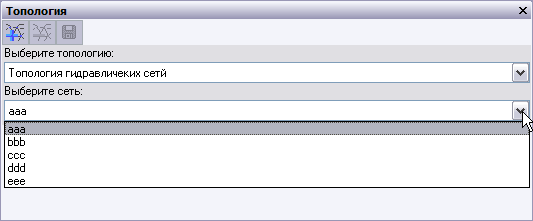 Топология
Выберите топологию:
Топология гидравличеких сетй
Выберите сеть:
aaa
aaa
bbb
ccc
ddd
eee